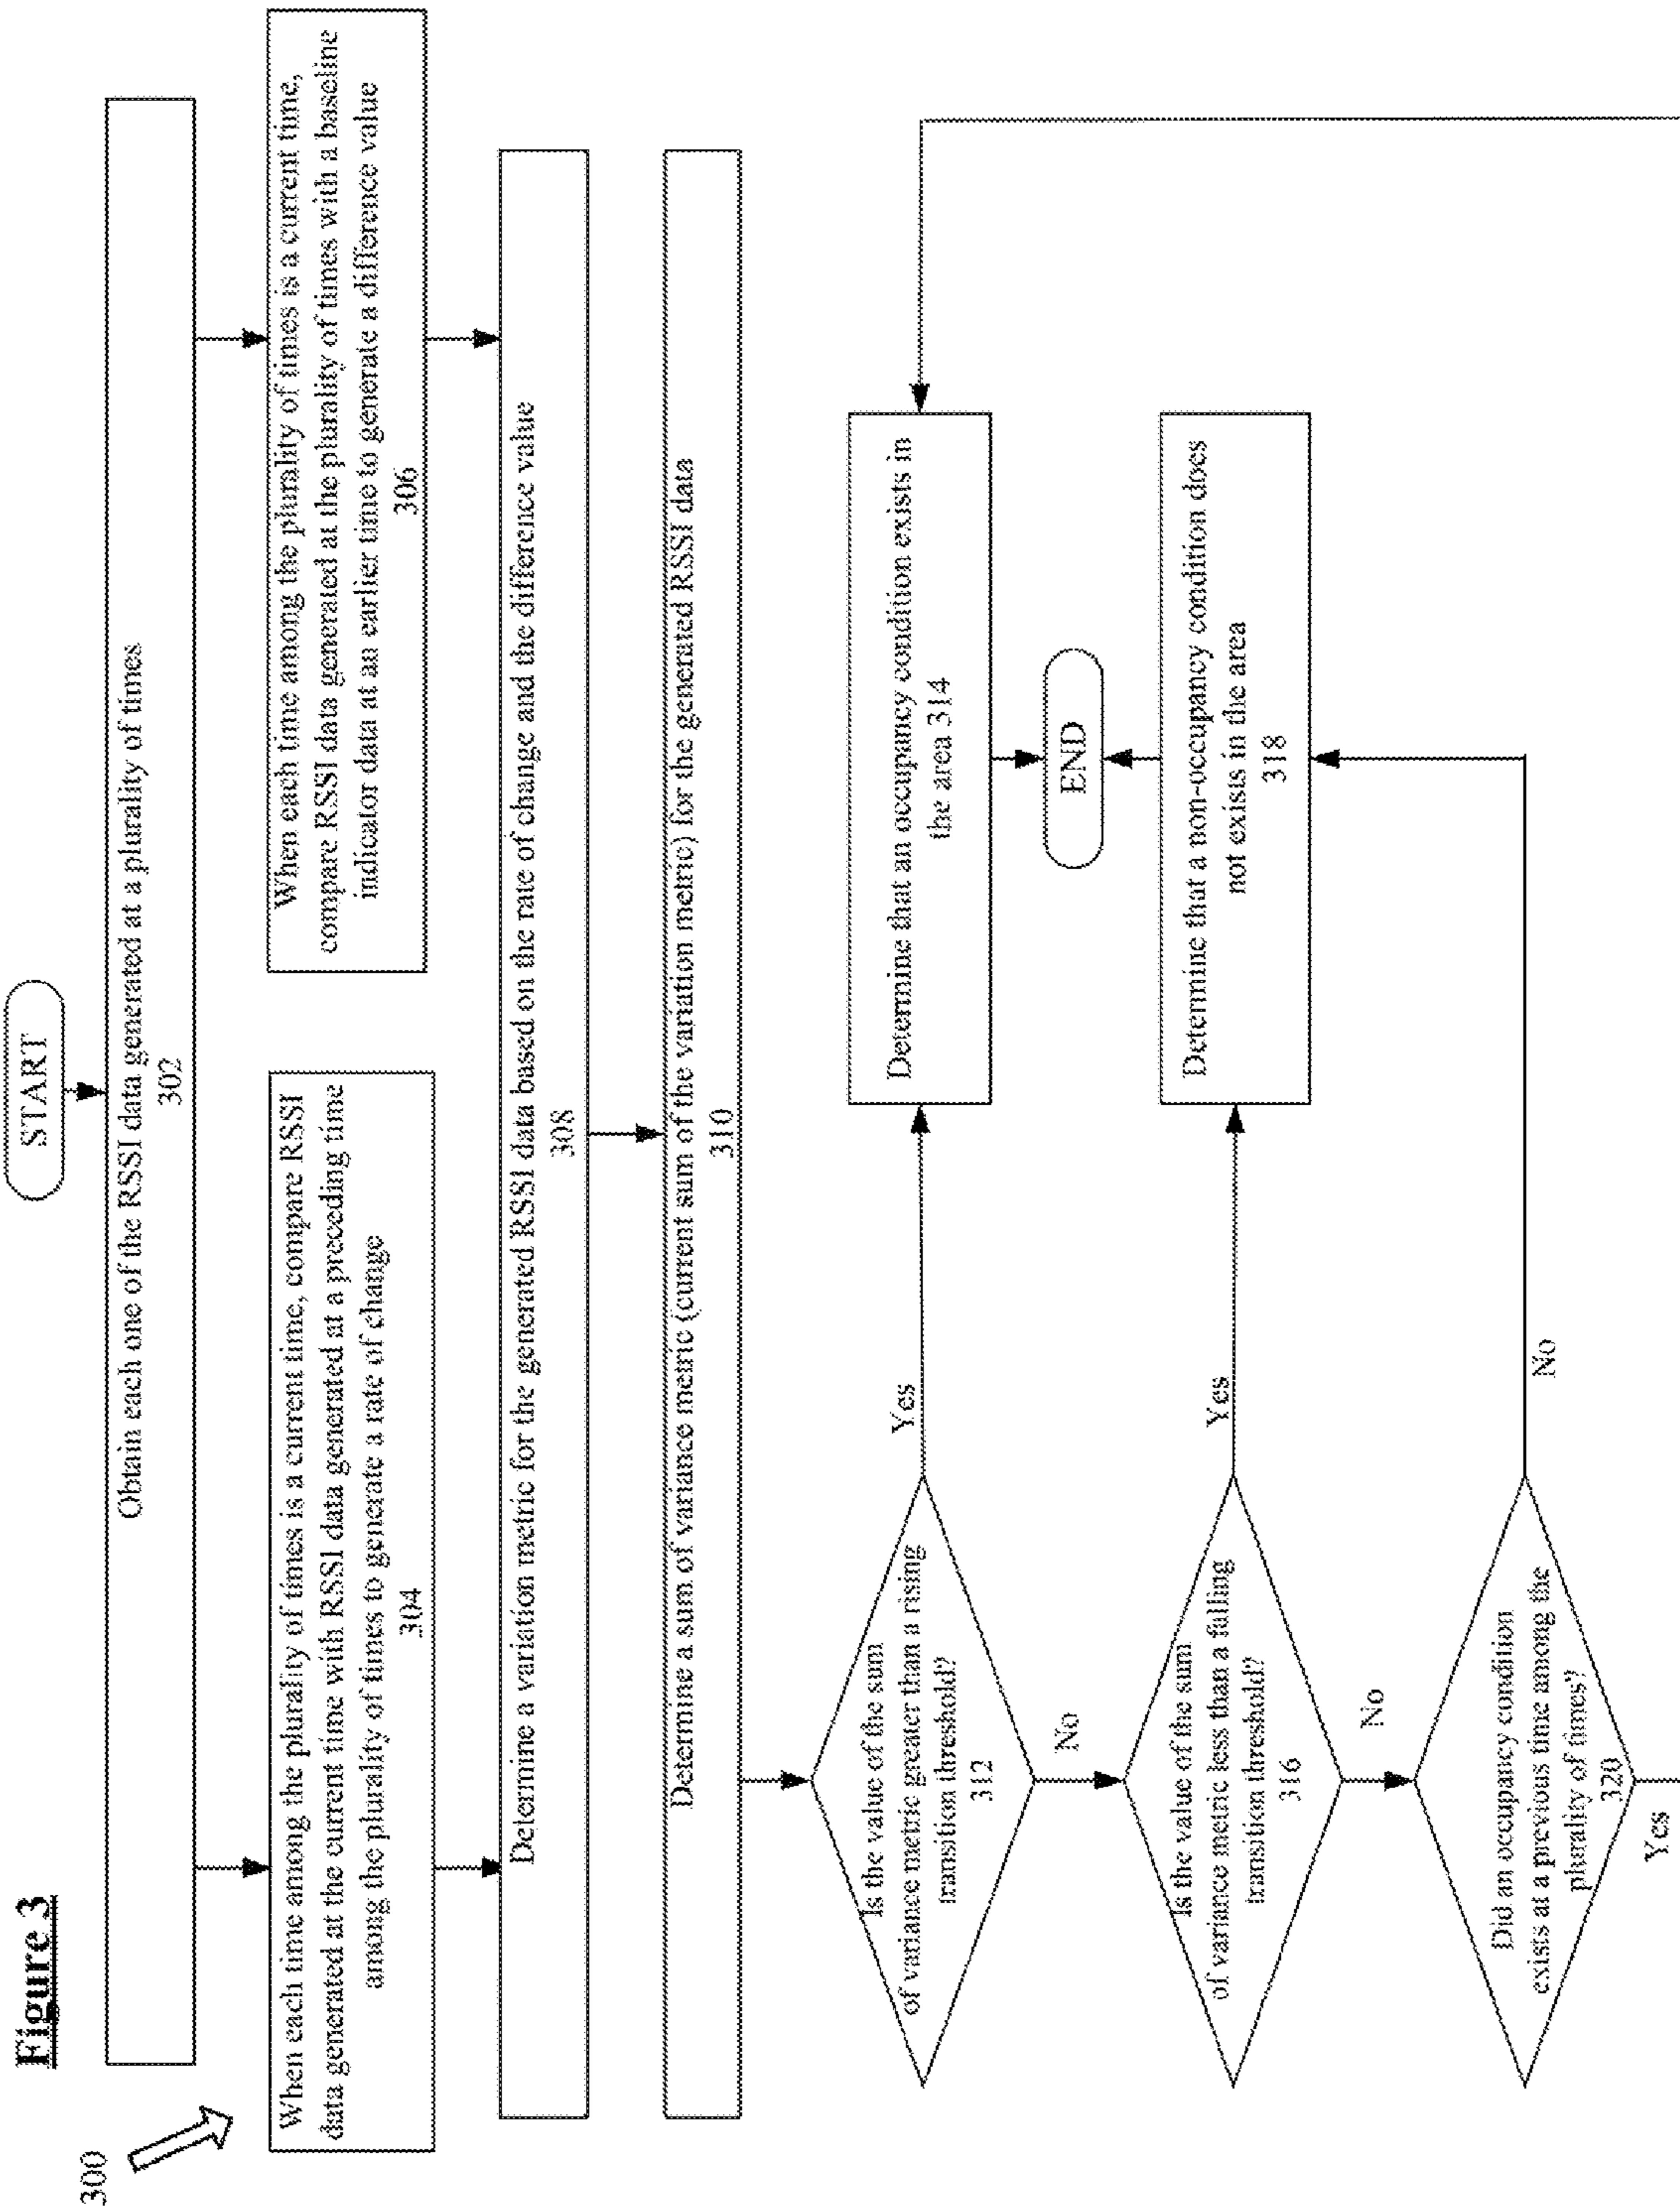 Figure 3
300
START
Obtain each one of the RSSI data generated at a plurality of times
302
When each time among the plurality of times is a current time, compare RSSI
data generated at the current time with RSSI data generated at a preceding time
among the plurality of times to generate a rate of change
304
When each time among the plurality of times is a current time,
compare RSSI data generated at the plurality of times with a baseline
indicator data at an earlier time to generate a difference value
306
Determine a variation metric for the generated RSSI data based on the rate of change and the difference value
308
Determine a sum of variance metric (current sum of the variation metric) for the generated RSSI data
310
Is the value of the sum
of variance metric greater than a rising
transition threshold?
312
Yes
Determine that an occupancy condition exists in
the area 314
No
END
Is the value of the sum
of variance metric less than a falling
transition threshold?
316
Yes
Determine that a non-occupancy condition does
not exists in the area
318
No
Did an occupancy condition
exists at a previous time among the
plurality of times?
320
No
Yes